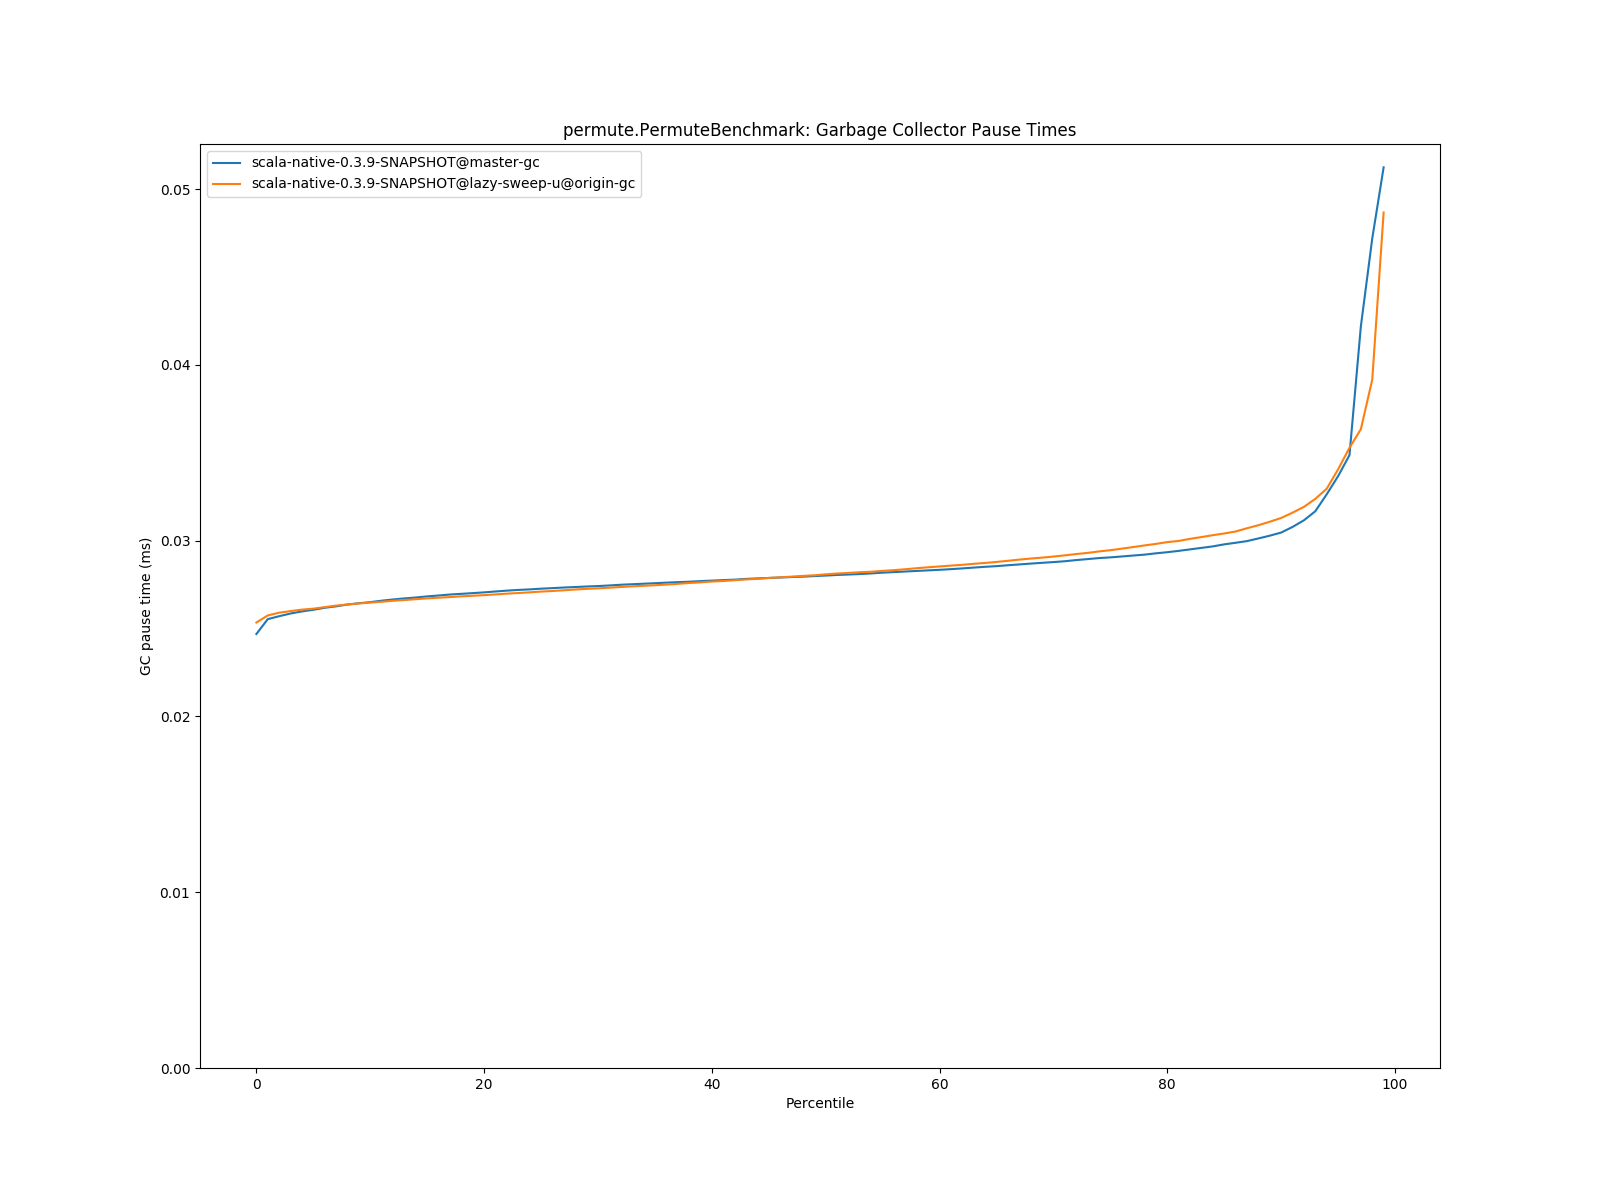 permute.PermuteBenchmark: Garbage Collector Pause Times
scala-native-0.3.9-SNAPSHOT@master-gc
scala-native-0.3.9-SNAPSHOT@lazy-sweep-u@origin-gc
0.05
0.04
0.03
0.02
0.01
0.00
GC pause time (ms)
0 20 40 60 80 100
Percentile